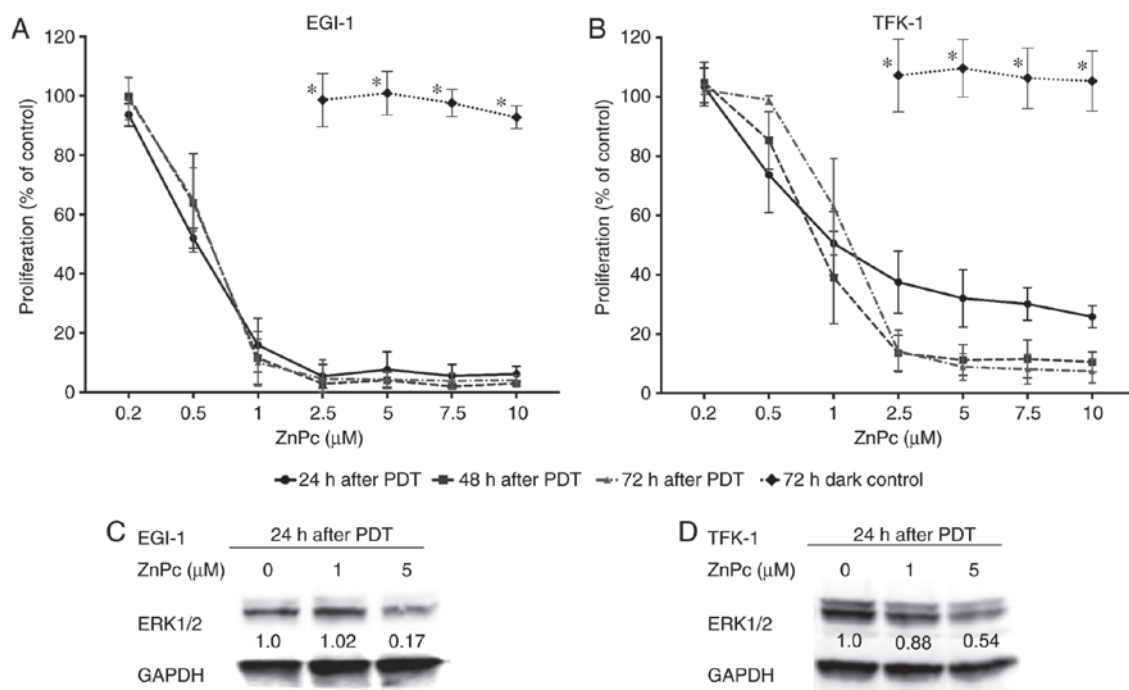 A EGI-1
120
100
80
60
40
20
0
Proliferation (% of control)
* * * *
0.2 0.5 1 2.5 5 7.5 10
ZnPc (μM)
B TFK-1
120
100
80
60
40
20
0
Proliferation (% of control)
* * * *
0.2 0.5 1 2.5 5 7.5 10
ZnPc (μM)
24 h after PDT 48 h after PDT 72 h after PDT 72 h dark control
C EGI-1 24 h after PDT
ZnPc (μM) 0 1 5
ERK1/2
1.0 1.02 0.17
GAPDH
D TFK-1 24 h after PDT
ZnPc (μM) 0 1 5
ERK1/2
1.0 0.88 0.54
GAPDH